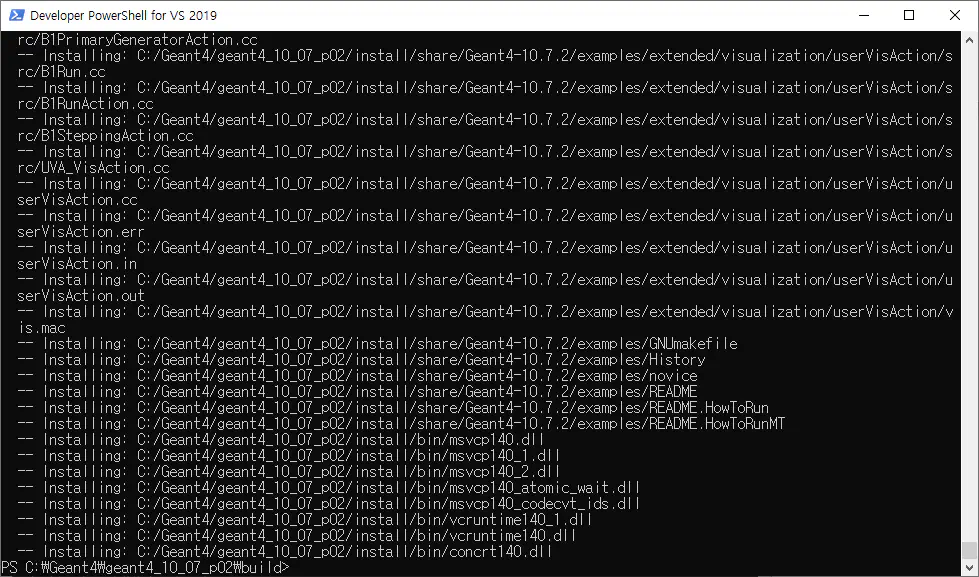 Developer PowerShell for VS 2019
rc/B1PrimaryGeneratorAction.cc
-- Installing: C:/Geant4/geant4_10_07_p02/install/share/Geant4-10.7.2/examples/extended/visualization/userVisAction/s
rc/B1Run.cc
-- Installing: C:/Geant4/geant4_10_07_p02/install/share/Geant4-10.7.2/examples/extended/visualization/userVisAction/s
rc/B1RunAction.cc
-- Installing: C:/Geant4/geant4_10_07_p02/install/share/Geant4-10.7.2/examples/extended/visualization/userVisAction/s
rc/B1SteppingAction.cc
-- Installing: C:/Geant4/geant4_10_07_p02/install/share/Geant4-10.7.2/examples/extended/visualization/userVisAction/s
rc/UVA_VisAction.cc
-- Installing: C:/Geant4/geant4_10_07_p02/install/share/Geant4-10.7.2/examples/extended/visualization/userVisAction/u
serVisAction.cc
-- Installing: C:/Geant4/geant4_10_07_p02/install/share/Geant4-10.7.2/examples/extended/visualization/userVisAction/u
serVisAction.err
-- Installing: C:/Geant4/geant4_10_07_p02/install/share/Geant4-10.7.2/examples/extended/visualization/userVisAction/u
serVisAction.in
-- Installing: C:/Geant4/geant4_10_07_p02/install/share/Geant4-10.7.2/examples/extended/visualization/userVisAction/u
serVisAction.out
-- Installing: C:/Geant4/geant4_10_07_p02/install/share/Geant4-10.7.2/examples/extended/visualization/userVisAction/v
is.mac
-- Installing: C:/Geant4/geant4_10_07_p02/install/share/Geant4-10.7.2/examples/GNUmakefile
-- Installing: C:/Geant4/geant4_10_07_p02/install/share/Geant4-10.7.2/examples/History
-- Installing: C:/Geant4/geant4_10_07_p02/install/share/Geant4-10.7.2/examples/novice
-- Installing: C:/Geant4/geant4_10_07_p02/install/share/Geant4-10.7.2/examples/README
-- Installing: C:/Geant4/geant4_10_07_p02/install/share/Geant4-10.7.2/examples/README.HowToRun
-- Installing: C:/Geant4/geant4_10_07_p02/install/share/Geant4-10.7.2/examples/README.HowToRunMT
-- Installing: C:/Geant4/geant4_10_07_p02/install/bin/msvcp140.dll
-- Installing: C:/Geant4/geant4_10_07_p02/install/bin/msvcp140_1.dll
-- Installing: C:/Geant4/geant4_10_07_p02/install/bin/msvcp140_2.dll
-- Installing: C:/Geant4/geant4_10_07_p02/install/bin/msvcp140_atomic_wait.dll
-- Installing: C:/Geant4/geant4_10_07_p02/install/bin/msvcp140_codecvt_ids.dll
-- Installing: C:/Geant4/geant4_10_07_p02/install/bin/vcruntime140_1.dll
-- Installing: C:/Geant4/geant4_10_07_p02/install/bin/vcruntime140.dll
-- Installing: C:/Geant4/geant4_10_07_p02/install/bin/concrt140.dll
PS C:₩Geant4₩geant4_10_07_p02₩build>